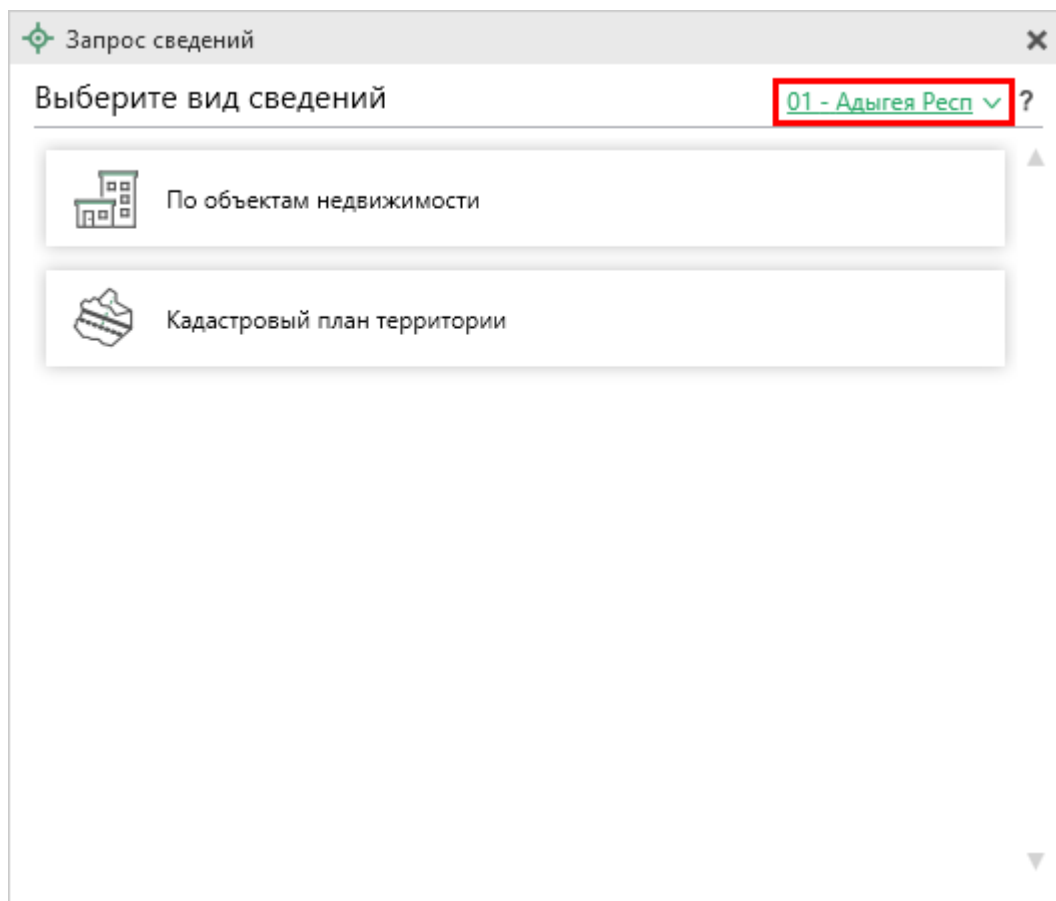 Запрос сведений
Выберите вид сведений
01 - Адыгея Респ ?
По объектам недвижимости
Кадастровый план территории